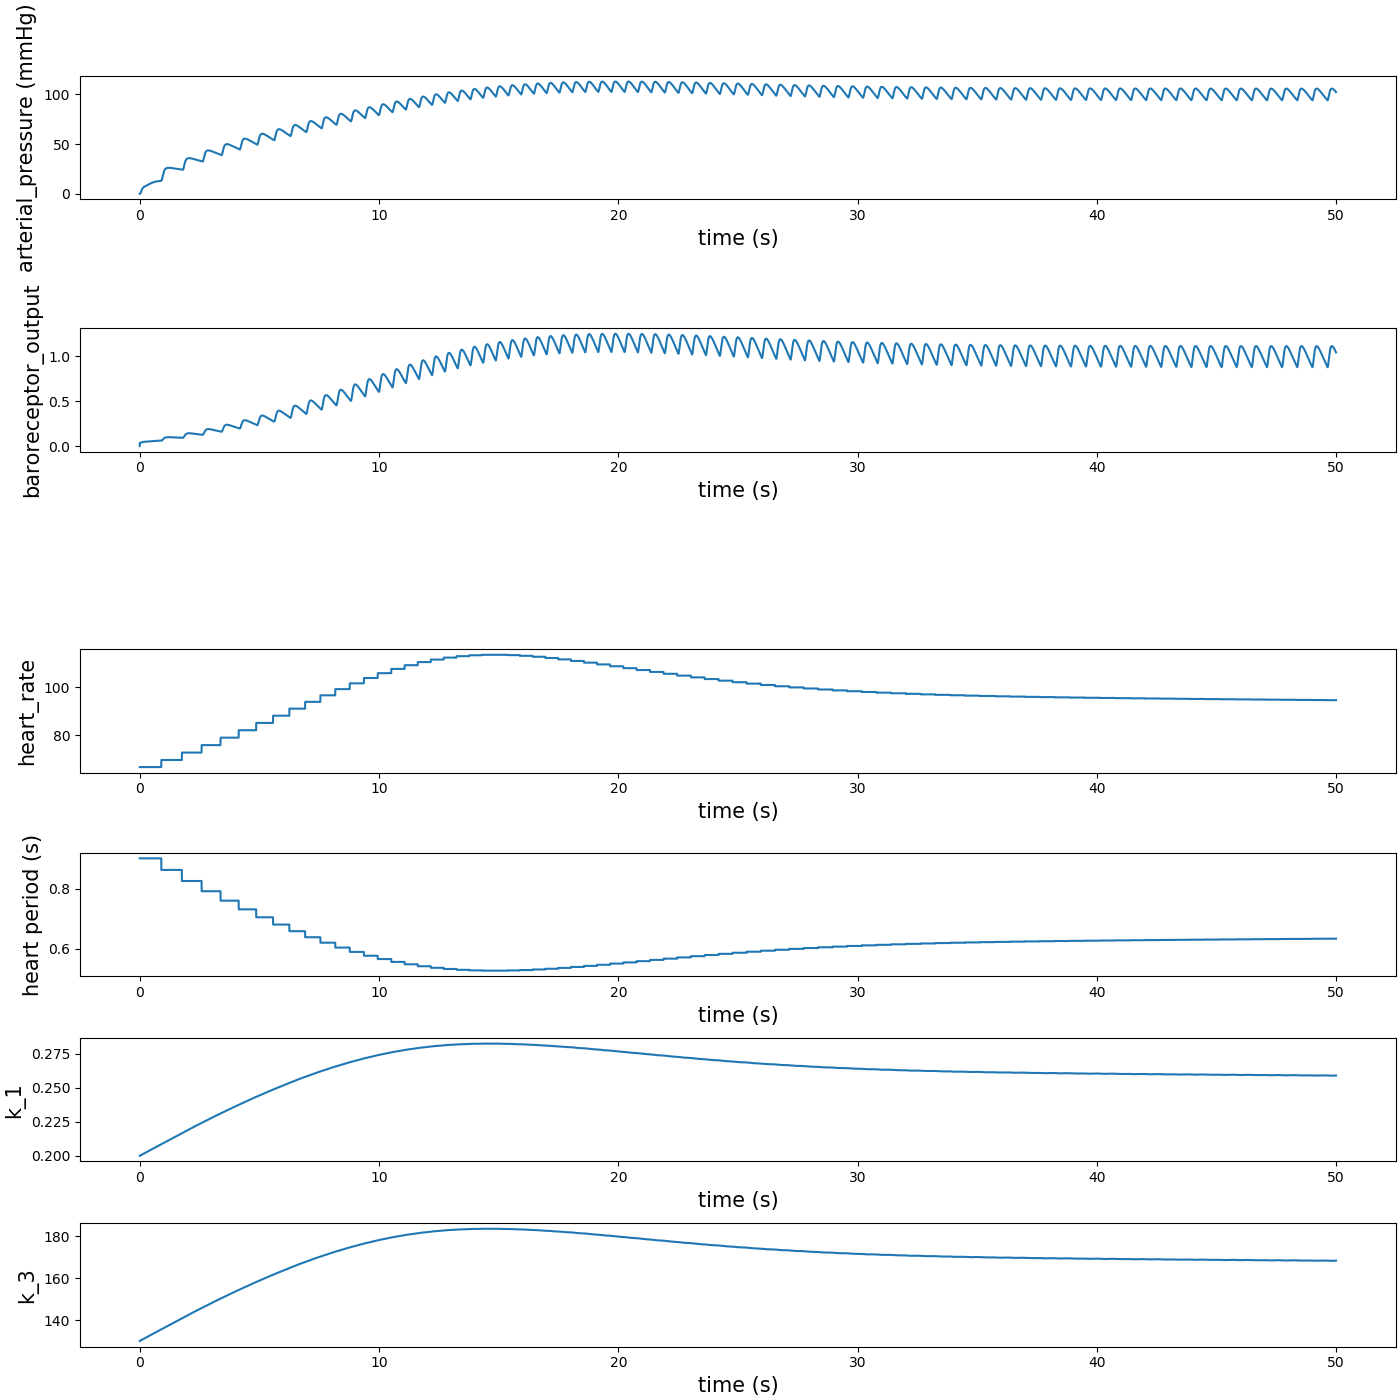 arterial_pressure (mmHg)
100
50
0
0 10 20 30 40 50
time (s)
baroreceptor_output
1.0
0.5
0.0
0 10 20 30 40 50
time (s)
heart_rate
100
80
0 10 20 30 40 50
time (s)
heart period (s)
0.8
0.6
0 10 20 30 40 50
time (s)
k_1
0.275
0.250
0.225
0.200
0 10 20 30 40 50
time (s)
k_3
180
160
140
0 10 20 30 40 50
time (s)